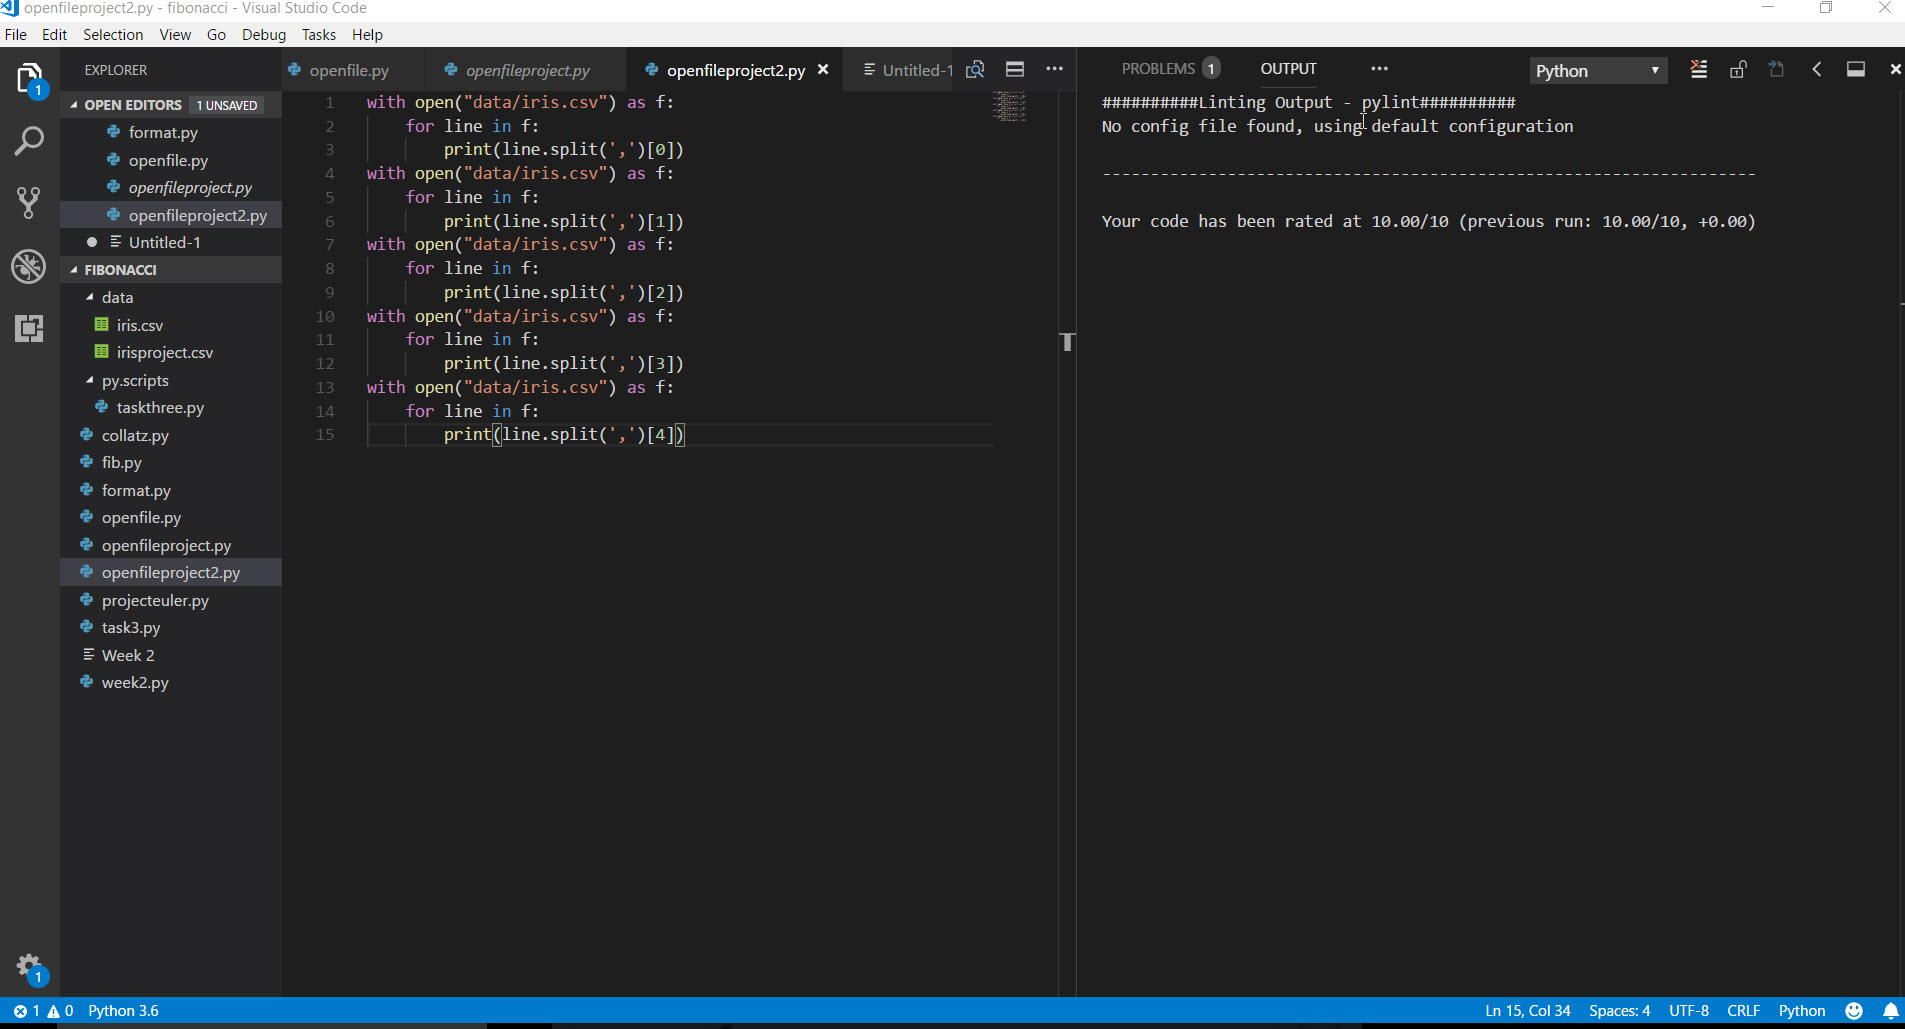 openfileproject2.py - fibonacci - Visual Studio Code
File Edit Selection View Go Debug Tasks Help
1
EXPLORER
OPEN EDITORS 1 UNSAVED
format.py
openfile.py
openfileproject.py
openfileproject2.py
Untitled-1
FIBONACCI
data
iris.csv
irisproject.csv
py.scripts
taskthree.py
collatz.py
fib.py
format.py
openfile.py
openfileproject.py
openfileproject2.py
projecteuler.py
task3.py
Week 2
week2.py
1
openfile.py openfileproject.py openfileproject2.py Untitled-1
1 with open("data/iris.csv") as f:
2 for line in f:
3 print(line.split(',')[0])
4 with open("data/iris.csv") as f:
5 for line in f:
6 print(line.split(',')[1])
7 with open("data/iris.csv") as f:
8 for line in f:
9 print(line.split(',')[2])
10 with open("data/iris.csv") as f:
11 for line in f:
12 print(line.split(',')[3])
13 with open("data/iris.csv") as f:
14 for line in f:
15 print(line.split(',')[4])
PROBLEMS 1 OUTPUT ••• Python
##########Linting Output - pylint##########
No config file found, using default configuration
--------------------------------------------------------------------
Your code has been rated at 10.00/10 (previous run: 10.00/10, +0.00)
1 0 Python 3.6 Ln 15, Col 34 Spaces: 4 UTF-8 CRLF Python